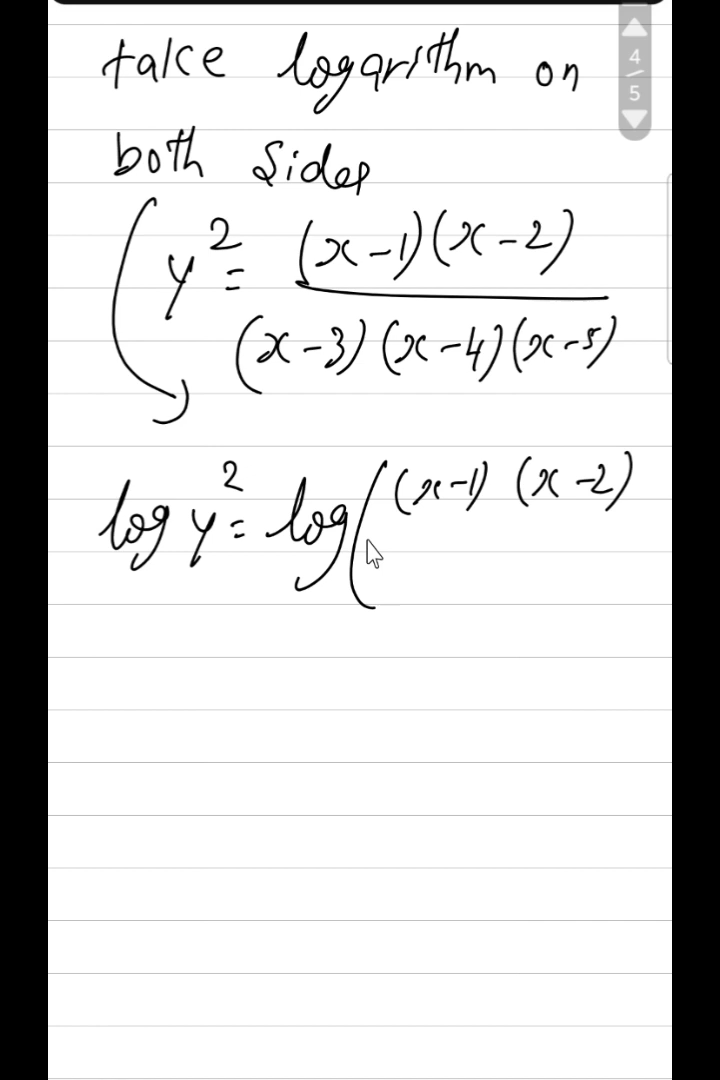 take logarithm on
4
5
both sides
y² = (x-1)(x-2)
(x-3)(x-4)(x-5)
log y² = log( (x-1) (x-2)